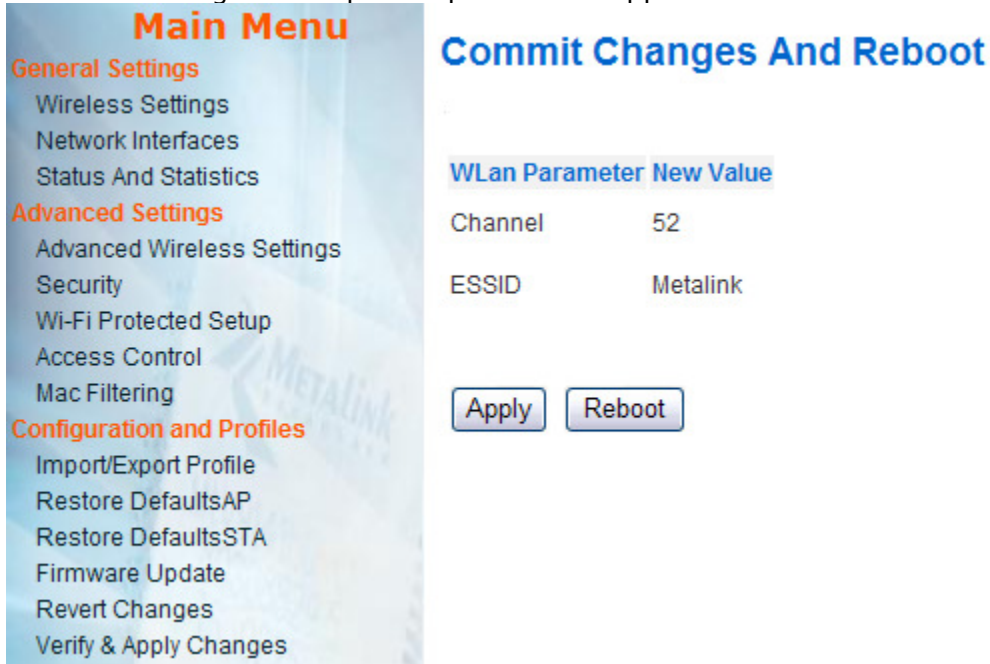 Main Menu
General Settings
Wireless Settings
Network Interfaces
Status And Statistics
Advanced Settings
Advanced Wireless Settings
Security
Wi-Fi Protected Setup
Access Control
Mac Filtering
Configuration and Profiles
Import/Export Profile
Restore DefaultsAP
Restore DefaultsSTA
Firmware Update
Revert Changes
Verify & Apply Changes
Commit Changes And Reboot
WLan Parameter New Value
Channel 52
ESSID Metalink
Apply Reboot
Metalink